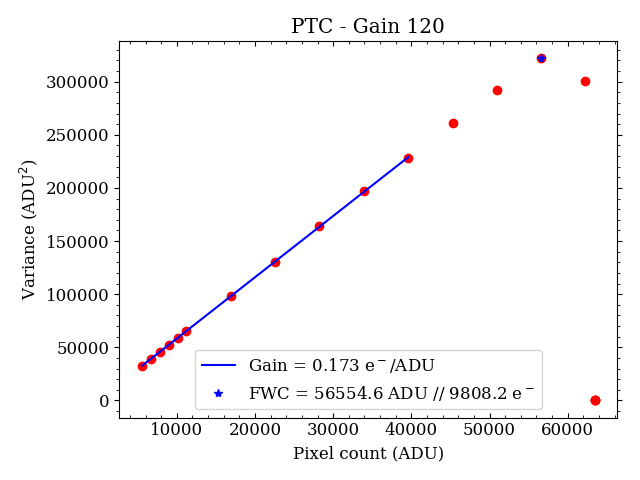 PTC - Gain 120
Variance (ADU²)
300000
250000
200000
150000
100000
50000
0
Gain = 0.173 e⁻/ADU
FWC = 56554.6 ADU // 9808.2 e⁻
10000 20000 30000 40000 50000 60000
Pixel count (ADU)